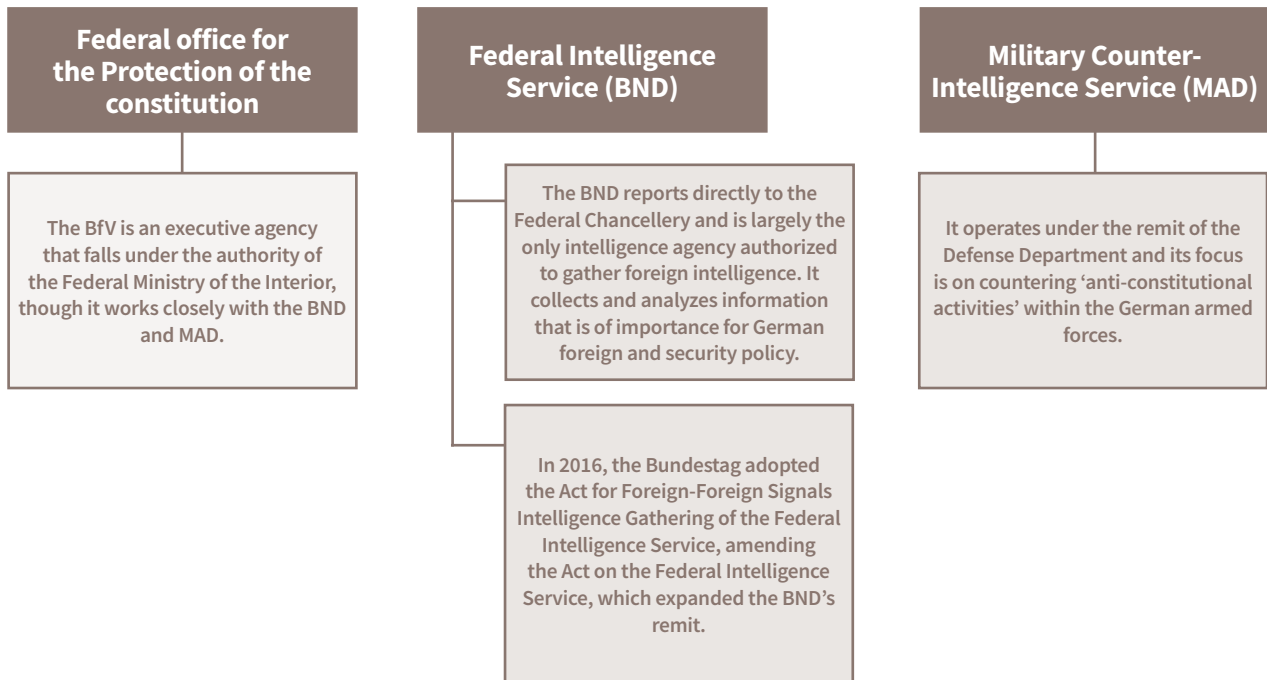 Federal office for
the Protection of the
constitution
The BfV is an executive agency
that falls under the authority of
the Federal Ministry of the Interior,
though it works closely with the BND
and MAD.
Federal Intelligence
Service (BND)
The BND reports directly to the
Federal Chancellery and is largely the
only intelligence agency authorized
to gather foreign intelligence. It
collects and analyzes information
that is of importance for German
foreign and security policy.
In 2016, the Bundestag adopted
the Act for Foreign-Foreign Signals
Intelligence Gathering of the Federal
Intelligence Service, amending
the Act on the Federal Intelligence
Service, which expanded the BND’s
remit.
Military Counter-
Intelligence Service (MAD)
It operates under the remit of the
Defense Department and its focus
is on countering ‘anti-constitutional
activities’ within the German armed
forces.